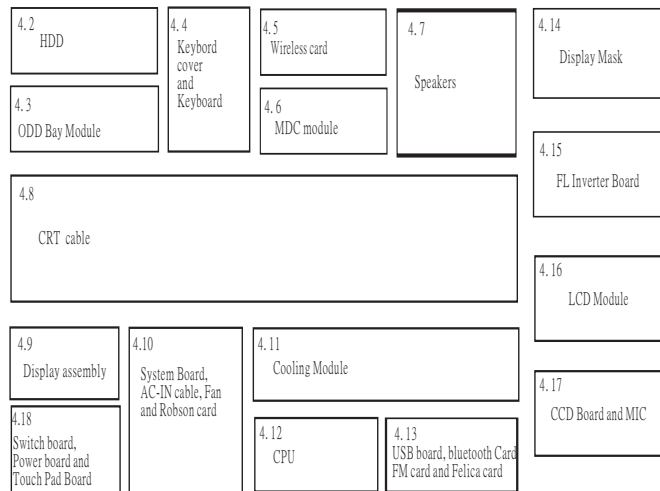 4.2
HDD
4.3
ODD Bay Module
4.4
Keybord
cover
and
Keyboard
4.5
Wireless card
4.6
MDC module
4.7
Speakers
4.14
Display Mask
4.15
FL Inverter Board
4.8
CRT cable
4.16
LCD Module
4.9
Display assembly
4.10
System Board,
AC-IN cable, Fan
and Robson card
4.11
Cooling Module
4.17
CCD Board and MIC
4.18
Switch board,
Power board and
Touch Pad Board
4.12
CPU
4.13
USB board, bluetooth Card
FM card and Felica card